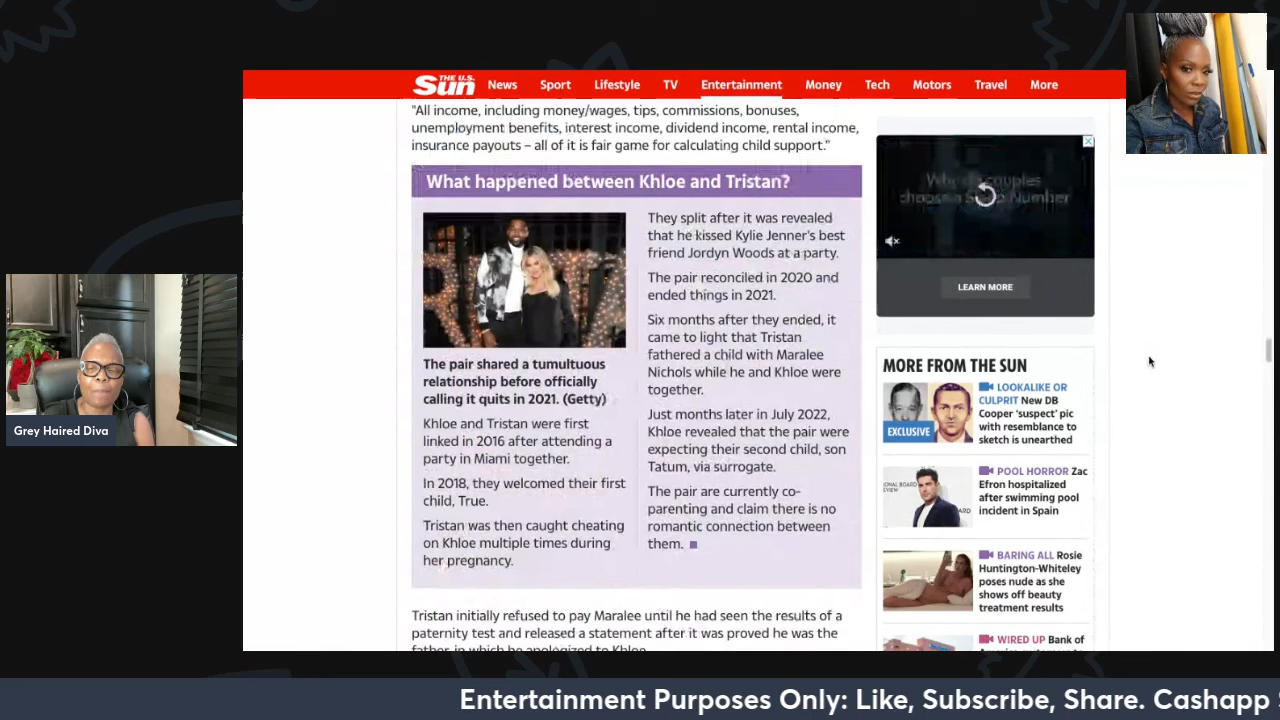 THE U.S.
Sun
News Sport Lifestyle TV Entertainment Money Tech Motors Travel More
"All income, including money/wages, tips, commissions, bonuses,
unemployment benefits, interest income, dividend income, rental income,
insurance payouts – all of it is fair game for calculating child support."
What happened between Khloe and Tristan?
The pair shared a tumultuous
relationship before officially
calling it quits in 2021. (Getty)
Khloe and Tristan were first
linked in 2016 after attending a
party in Miami together.
In 2018, they welcomed their first
child, True.
Tristan was then caught cheating
on Khloe multiple times during
her pregnancy.
They split after it was revealed
that he kissed Kylie Jenner's best
friend Jordyn Woods at a party.
The pair reconciled in 2020 and
ended things in 2021.
Six months after they ended, it
came to light that Tristan
fathered a child with Maralee
Nichols while he and Khloe were
together.
Just months later in July 2022,
Khloe revealed that the pair were
expecting their second child, son
Tatum, via surrogate.
The pair are currently co-
parenting and claim there is no
romantic connection between
them.
Tristan initially refused to pay Maralee until he had seen the results of a
paternity test and released a statement after it was proved he was the
father, in which he apologized to Khloe.
couples
Number
LEARN MORE
MORE FROM THE SUN
EXCLUSIVE
LOOKALIKE OR
CULPRIT New DB
Cooper 'suspect' pic
with resemblance to
sketch is unearthed
POOL HORROR Zac
Efron hospitalized
after swimming pool
incident in Spain
BARING ALL Rosie
Huntington-Whiteley
poses nude as she
shows off beauty
treatment results
WIRED UP Bank of
Grey Haired Diva
Entertainment Purposes Only: Like, Subscribe, Share. Cashapp